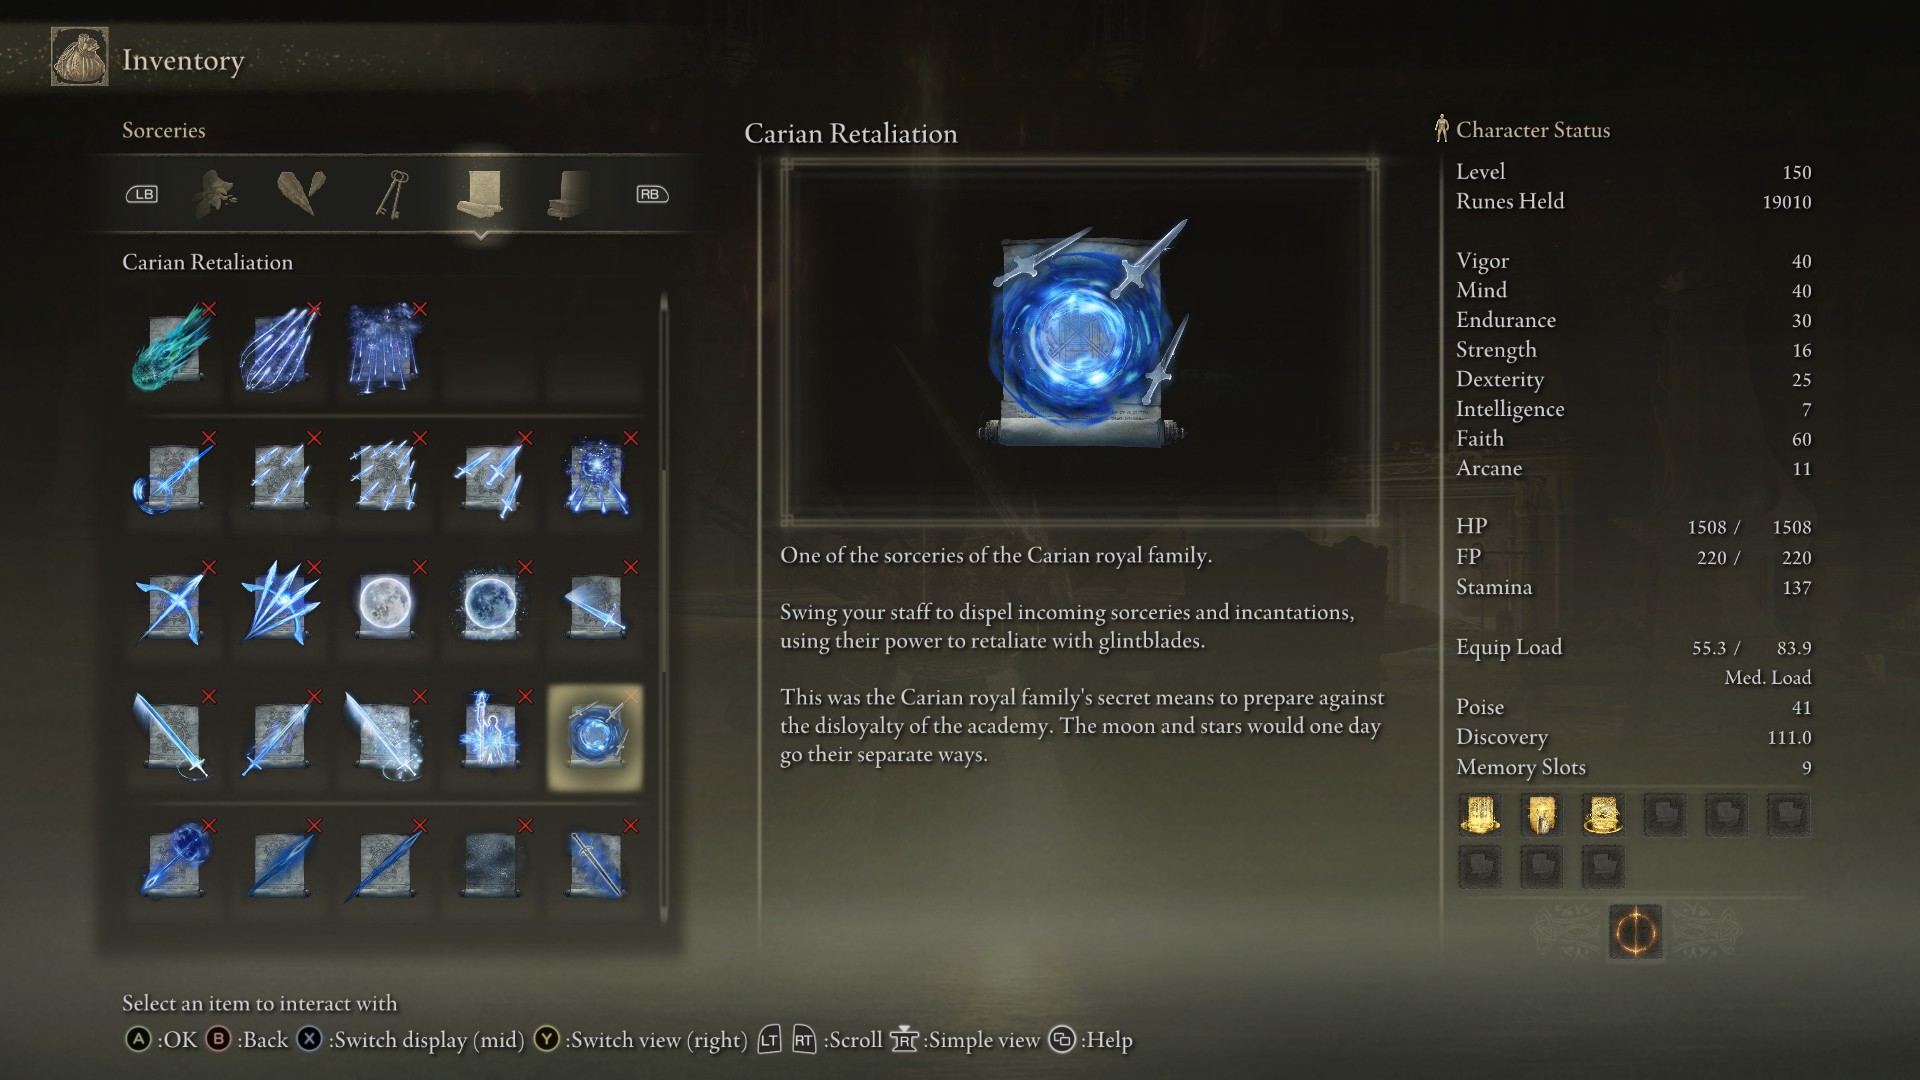 Inventory
Sorceries
LB
RB
Carian Retaliation
Carian Retaliation
One of the sorceries of the Carian royal family.
Swing your staff to dispel incoming sorceries and incantations,
using their power to retaliate with glintblades.
This was the Carian royal family's secret means to prepare against
the disloyalty of the academy. The moon and stars would one day
go their separate ways.
Character Status
Level 150
Runes Held 19010
Vigor 40
Mind 40
Endurance 30
Strength 16
Dexterity 25
Intelligence 7
Faith 60
Arcane 11
HP 1508 / 1508
FP 220 / 220
Stamina 137
Equip Load 55.3 / 83.9
Med. Load
Poise 41
Discovery 111.0
Memory Slots 9
Select an item to interact with
A :OK B :Back X :Switch display (mid) Y :Switch view (right) LT RT :Scroll R :Simple view :Help